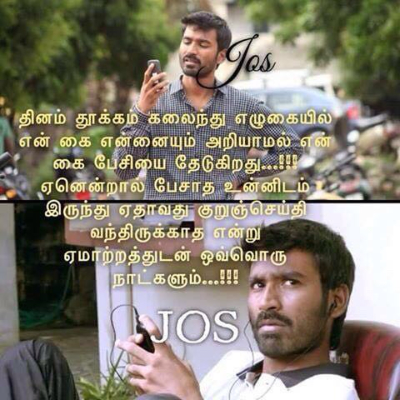 Jos
தினம் தூக்கம் கலைந்து எழுகையில்
என் கை என்னையும் அறியாமல் என்
கை பேசியை தேடுகிறது...!!!
ஏனென்றால் பேசாத உன்னிடம்
இருந்து ஏதாவது குறுஞ்செய்தி
வந்திருக்காத என்று
ஏமாற்றத்துடன் ஒவ்வொரு
நாட்களும்...!!!
JOS